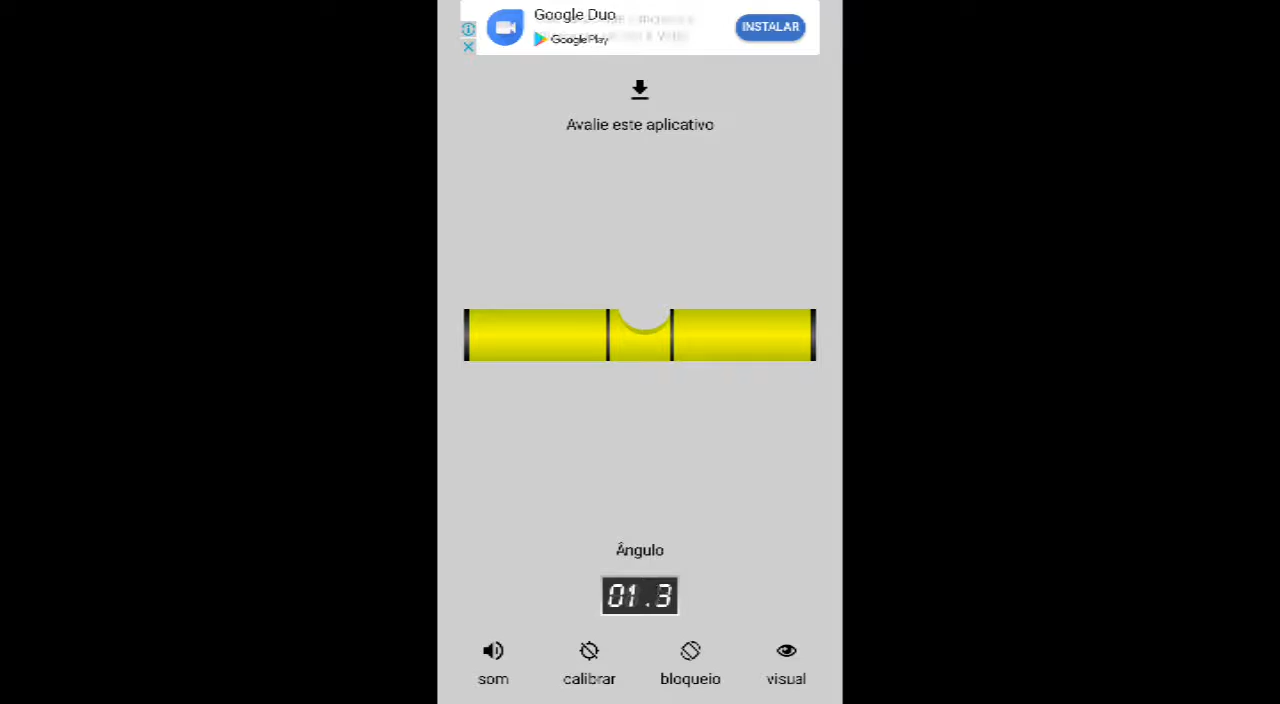 Google Duo
Google Play
INSTALAR
Avalie este aplicativo
Ângulo
01.3
som
calibrar
bloqueio
visual